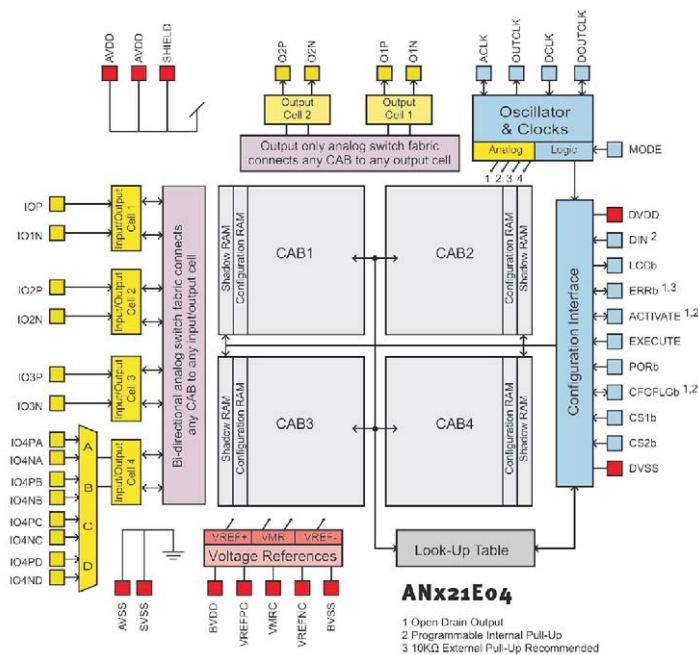 AVDD
AVDD
SHIELD
O2P
O2N
O1P
O1N
ACLK
OUTCLK
DCLK
DOUTCLK
Output
Cell 2
Output
Cell 1
Output only analog switch fabric
connects any CAB to any output cell
Oscillator
& Clocks
Analog
Logic
MODE
1 2 3 4
IOP
IO1N
Input/Output
Cell 1
IO2P
IO2N
Input/Output
Cell 2
IO3P
IO3N
Input/Output
Cell 3
IO4PA
IO4NA
IO4PB
IO4NB
IO4PC
IO4NC
IO4PD
IO4ND
A
B
C
D
Input/Output
Cell 4
Bi-directional analog switch fabric connects
any CAB to any input/output cell
Shadow RAM
Configuration RAM
CAB1
CAB2
Configuration RAM
Shadow RAM
Shadow RAM
Configuration RAM
CAB3
CAB4
Configuration RAM
Shadow RAM
Configuration Interface
DVDD
DIN 2
LCCb
ERRb 1,3
ACTIVATE 1,2
EXECUTE
PORb
CFGFLGb 1,2
CS1b
CS2b
DVSS
VREF+
VMR
VREF-
Voltage References
Look-Up Table
AVSS
SVSS
BVDD
VREFPC
VMRC
VREFNC
BVSS
ANx21E04
1 Open Drain Output
2 Programmable Internal Pull-Up
3 10KΩ External Pull-Up Recommended